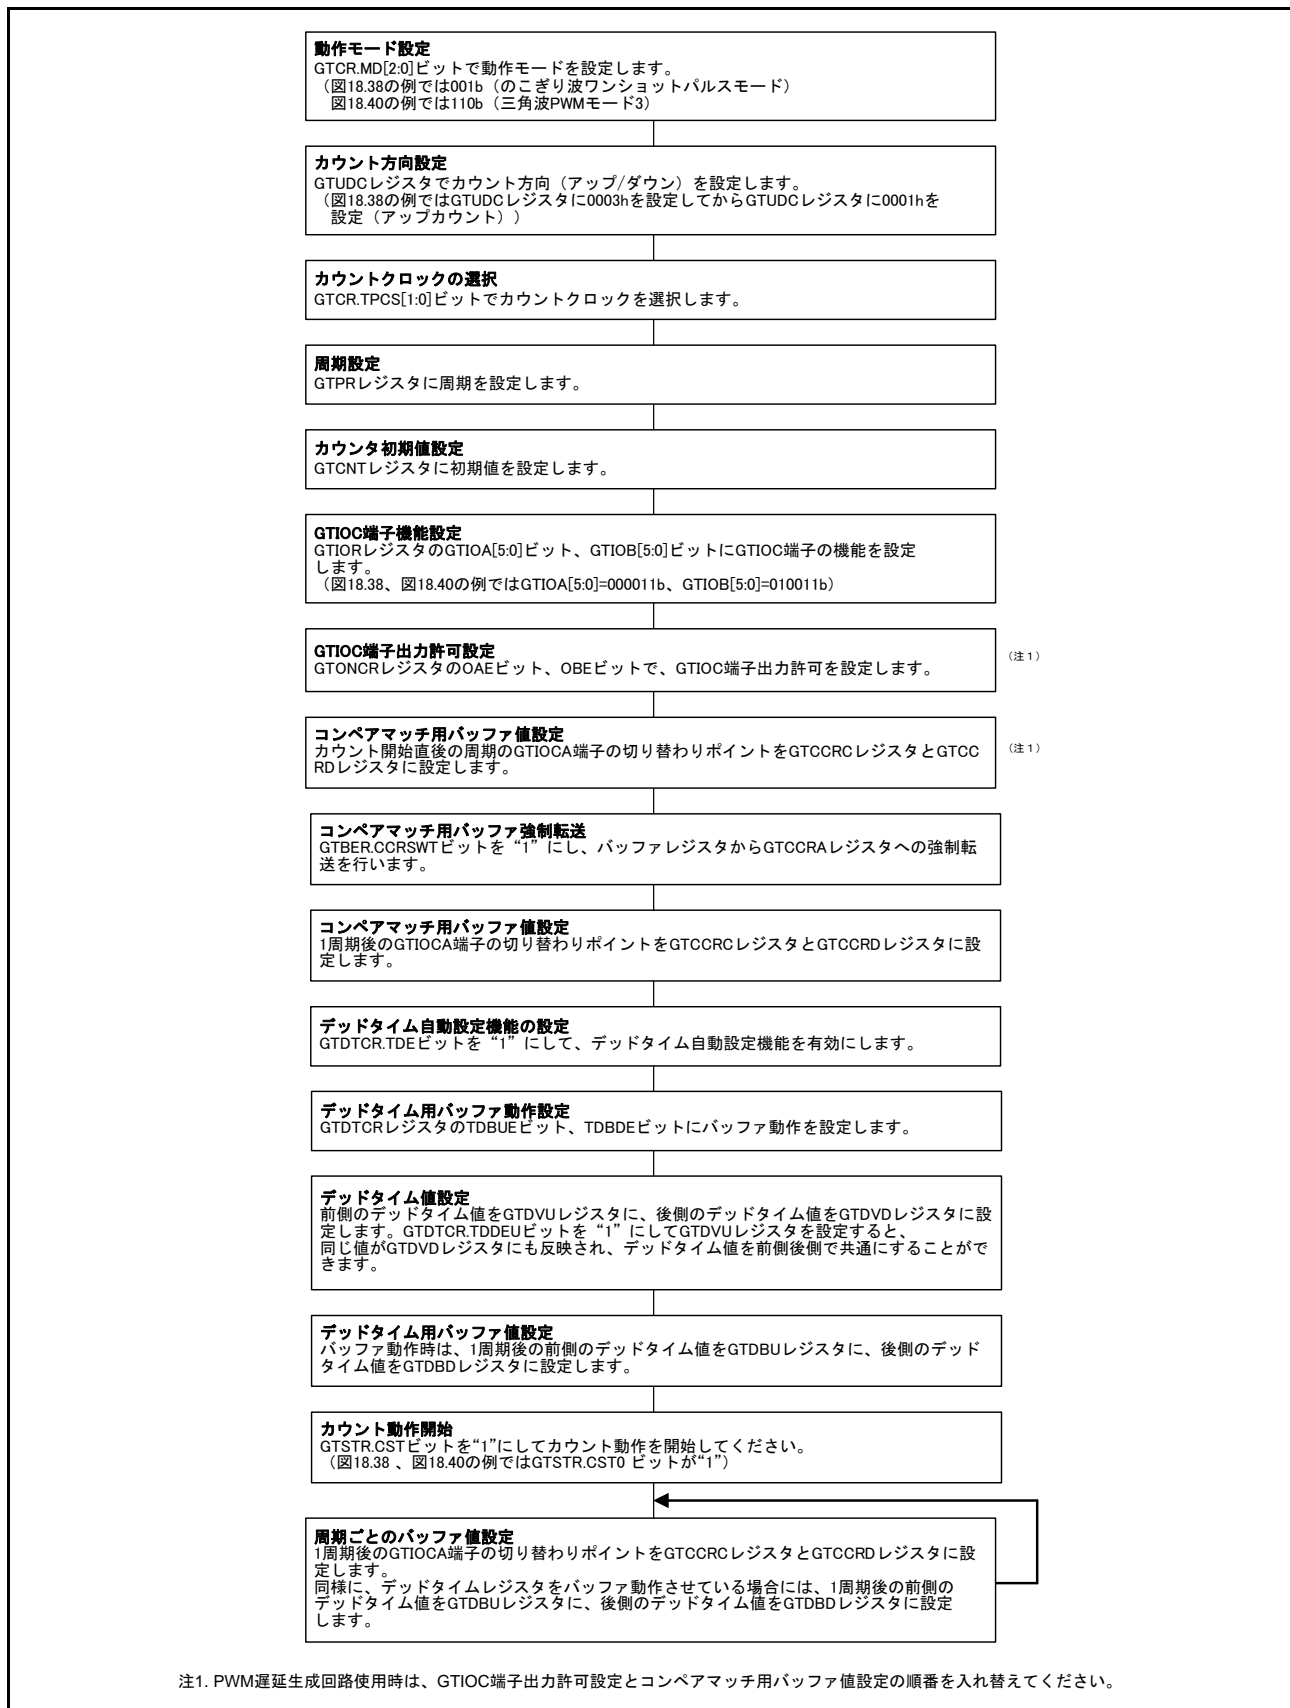 動作モード設定
GTCR.MD[2:0]ビットで動作モードを設定します。
（図18.38の例では001b（のこぎり波ワンショットパルスモード）
図18.40の例では110b（三角波PWMモード3）
カウント方向設定
GTUDCレジスタでカウント方向（アップ/ダウン）を設定します。
（図18.38の例ではGTUDCレジスタに0003hを設定してからGTUDCレジスタに0001hを
設定（アップカウント））
カウントクロックの選択
GTCR.TPCS[1:0]ビットでカウントクロックを選択します。
周期設定
GTPRレジスタに周期を設定します。
カウンタ初期値設定
GTCNTレジスタに初期値を設定します。
GTIOC端子機能設定
GTIORレジスタのGTIOA[5:0]ビット、GTIOB[5:0]ビットにGTIOC端子の機能を設定
します。
（図18.38、図18.40の例ではGTIOA[5:0]=000011b、GTIOB[5:0]=010011b）
GTIOC端子出力許可設定
GTONCRレジスタのOAEビット、OBEビットで、GTIOC端子出力許可を設定します。
（注１）
コンペアマッチ用バッファ値設定
カウント開始直後の周期のGTIOCA端子の切り替わりポイントをGTCCRCレジスタとGTCC
RDレジスタに設定します。
（注１）
コンペアマッチ用バッファ強制転送
GTBER.CCRSWTビットを“1”にし、バッファレジスタからGTCCRAレジスタへの強制転
送を行います。
コンペアマッチ用バッファ値設定
1周期後のGTIOCA端子の切り替わりポイントをGTCCRCレジスタとGTCCRDレジスタに設
定します。
デッドタイム自動設定機能の設定
GTDTCR.TDEビットを“1”にして、デッドタイム自動設定機能を有効にします。
デッドタイム用バッファ動作設定
GTDTCRレジスタのTDBUEビット、TDBDEビットにバッファ動作を設定します。
デッドタイム値設定
前側のデッドタイム値をGTDVUレジスタに、後側のデッドタイム値をGTDVDレジスタに設
定します。GTDTCR.TDDEUビットを“1”にしてGTDVUレジスタを設定すると、
同じ値がGTDVDレジスタにも反映され、デッドタイム値を前側後側で共通にすることがで
きます。
デッドタイム用バッファ値設定
バッファ動作時は、1周期後の前側のデッドタイム値をGTDBUレジスタに、後側のデッド
タイム値をGTDBDレジスタに設定します。
カウント動作開始
GTSTR.CSTビットを“1”にしてカウント動作を開始してください。
（図18.38 、図18.40の例ではGTSTR.CST0 ビットが“1”）
周期ごとのバッファ値設定
1周期後のGTIOCA端子の切り替わりポイントをGTCCRCレジスタとGTCCRDレジスタに設
定します。
同様に、デッドタイムレジスタをバッファ動作させている場合には、1周期後の前側の
デッドタイム値をGTDBUレジスタに、後側のデッドタイム値をGTDBDレジスタに設定
します。
注1. PWM遅延生成回路使用時は、GTIOC端子出力許可設定とコンペアマッチ用バッファ値設定の順番を入れ替えてください。